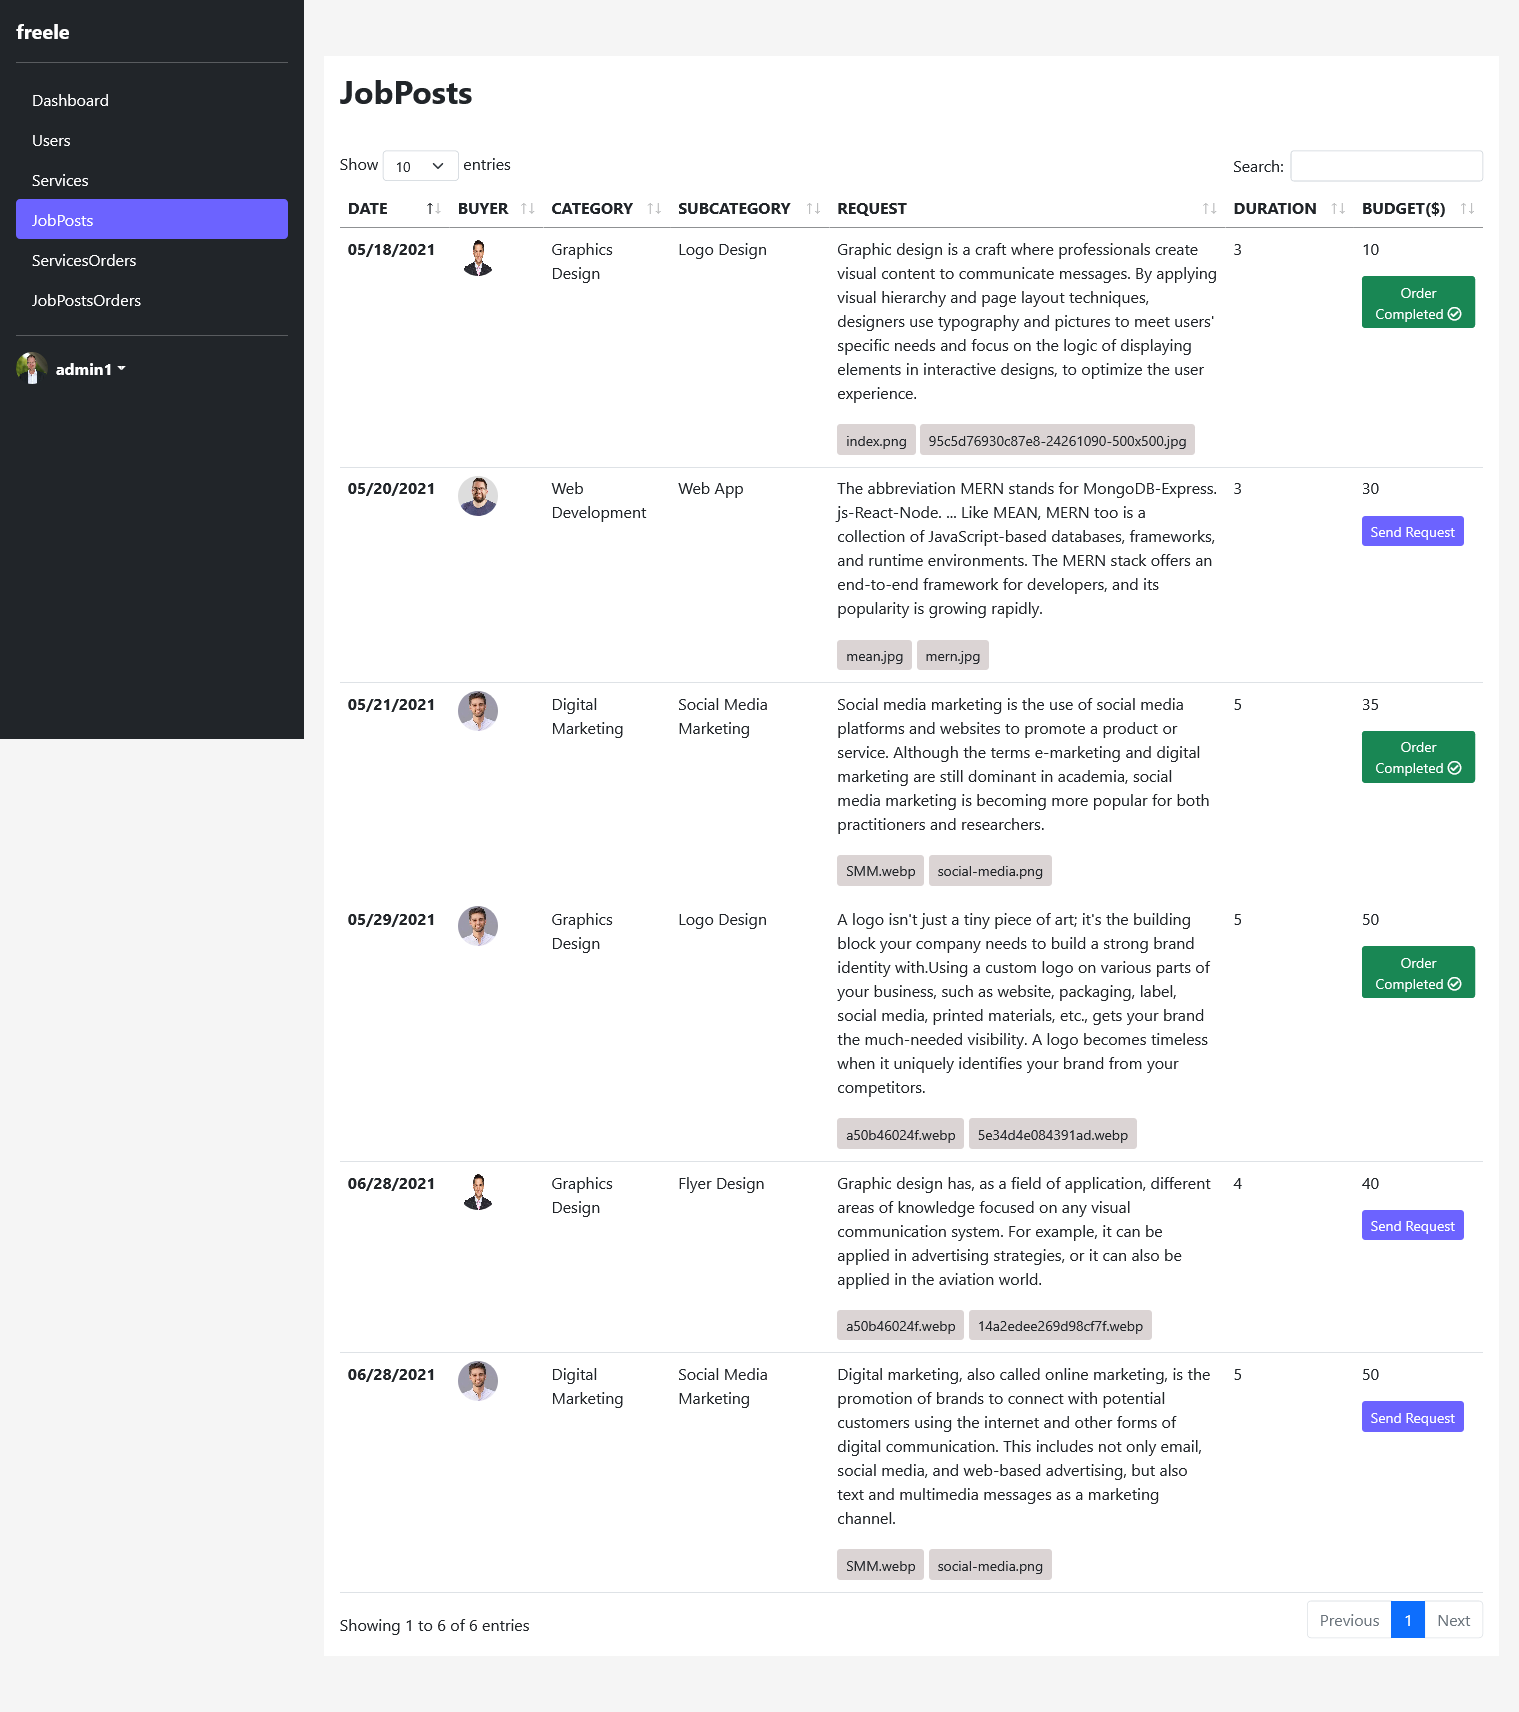 freele
Dashboard
Users
Services
JobPosts
ServicesOrders
JobPostsOrders
admin1
JobPosts
Show 10 entries
Search:
DATE BUYER CATEGORY SUBCATEGORY REQUEST DURATION BUDGET($)
05/18/2021
Graphics
Design
Logo Design
Graphic design is a craft where professionals create
visual content to communicate messages. By applying
visual hierarchy and page layout techniques,
designers use typography and pictures to meet users'
specific needs and focus on the logic of displaying
elements in interactive designs, to optimize the user
experience.
index.png 95c5d76930c87e8-24261090-500x500.jpg
3
10
Order
Completed
05/20/2021
Web
Development
Web App
The abbreviation MERN stands for MongoDB-Express.
js-React-Node. ... Like MEAN, MERN too is a
collection of JavaScript-based databases, frameworks,
and runtime environments. The MERN stack offers an
end-to-end framework for developers, and its
popularity is growing rapidly.
mean.jpg mern.jpg
3
30
Send Request
05/21/2021
Digital
Marketing
Social Media
Marketing
Social media marketing is the use of social media
platforms and websites to promote a product or
service. Although the terms e-marketing and digital
marketing are still dominant in academia, social
media marketing is becoming more popular for both
practitioners and researchers.
SMM.webp social-media.png
5
35
Order
Completed
05/29/2021
Graphics
Design
Logo Design
A logo isn't just a tiny piece of art; it's the building
block your company needs to build a strong brand
identity with.Using a custom logo on various parts of
your business, such as website, packaging, label,
social media, printed materials, etc., gets your brand
the much-needed visibility. A logo becomes timeless
when it uniquely identifies your brand from your
competitors.
a50b46024f.webp 5e34d4e084391ad.webp
5
50
Order
Completed
06/28/2021
Graphics
Design
Flyer Design
Graphic design has, as a field of application, different
areas of knowledge focused on any visual
communication system. For example, it can be
applied in advertising strategies, or it can also be
applied in the aviation world.
a50b46024f.webp 14a2edee269d98cf7f.webp
4
40
Send Request
06/28/2021
Digital
Marketing
Social Media
Marketing
Digital marketing, also called online marketing, is the
promotion of brands to connect with potential
customers using the internet and other forms of
digital communication. This includes not only email,
social media, and web-based advertising, but also
text and multimedia messages as a marketing
channel.
SMM.webp social-media.png
5
50
Send Request
Showing 1 to 6 of 6 entries
Previous 1 Next